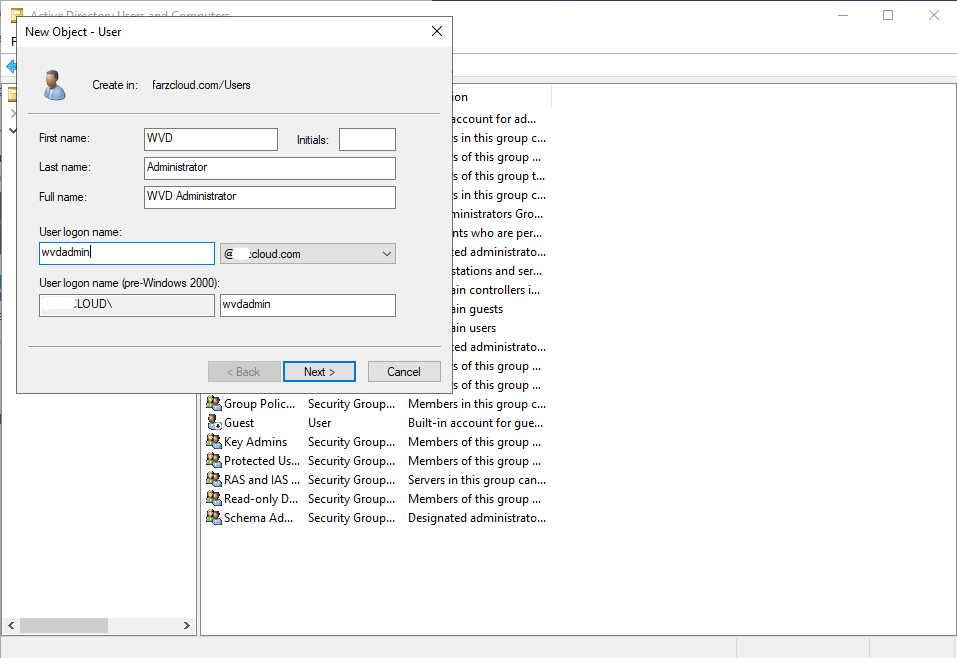 Active Directory Users and Computers
New Object - User
Create in: farzcloud.com/Users
First name: WVD Initials:
Last name: Administrator
Full name: WVD Administrator
User logon name:
wvdadmin @ zcloud.com
User logon name (pre-Windows 2000):
CLOUD\ wvdadmin
< Back Next > Cancel
ion
account for ad...
s in this group c...
s of this group ...
s of this group t...
s in this group c...
ministrators Gro...
nts who are per...
ed administrato...
stations and ser...
ain controllers i...
ain guests
ain users
ted administrato...
s of this group ...
s of this group ...
Group Polic... Security Group... Members in this group c...
Guest User Built-in account for gue...
Key Admins Security Group... Members of this group ...
Protected Us... Security Group... Members of this group ...
RAS and IAS ... Security Group... Servers in this group can...
Read-only D... Security Group... Members of this group ...
Schema Ad... Security Group... Designated administrato...